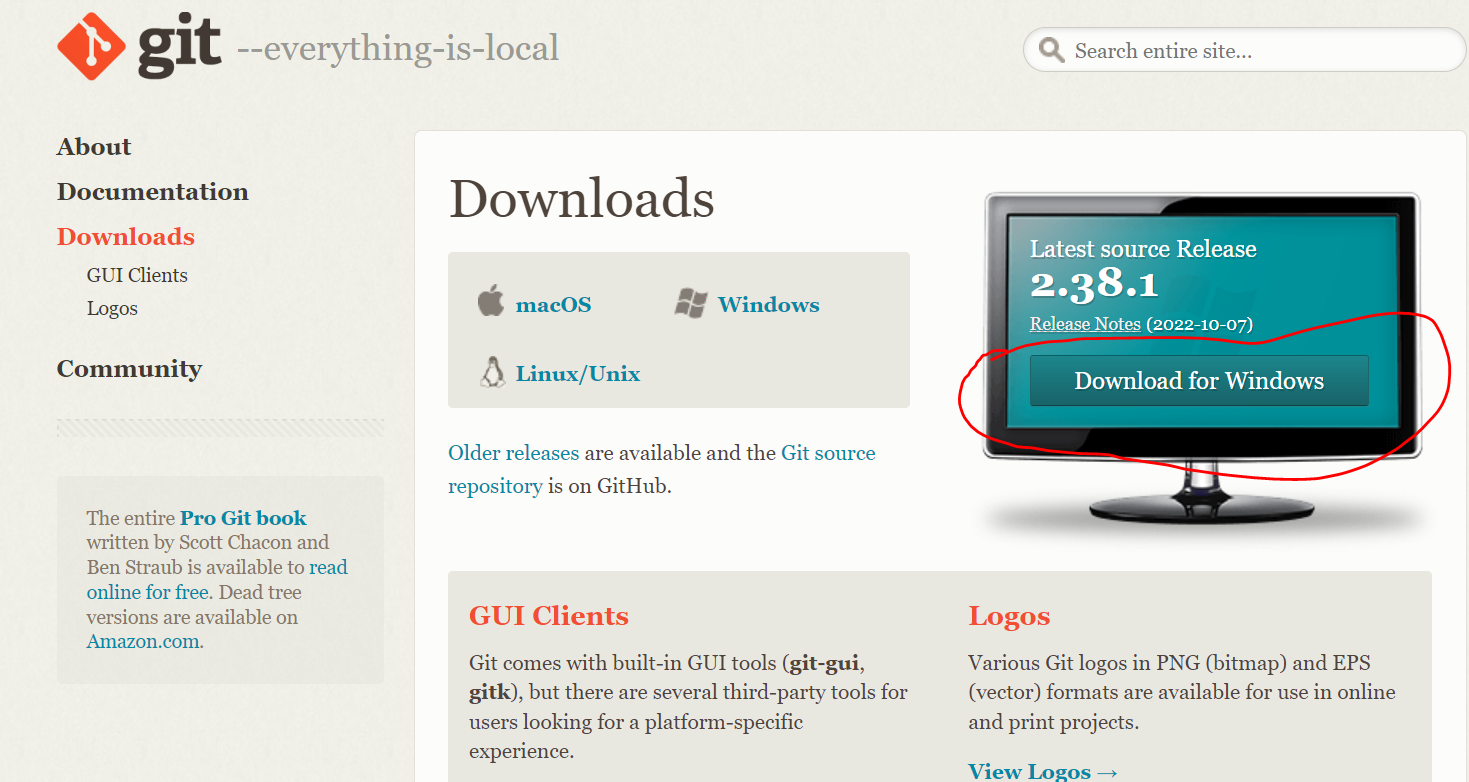 git --everything-is-local
Search entire site...
About
Documentation
Downloads
GUI Clients
Logos
Community
The entire Pro Git book
written by Scott Chacon and
Ben Straub is available to read
online for free. Dead tree
versions are available on
Amazon.com.
Downloads
macOS
Windows
Linux/Unix
Older releases are available and the Git source
repository is on GitHub.
Latest source Release
2.38.1
Release Notes (2022-10-07)
Download for Windows
GUI Clients
Git comes with built-in GUI tools (git-gui,
gitk), but there are several third-party tools for
users looking for a platform-specific
experience.
Logos
Various Git logos in PNG (bitmap) and EPS
(vector) formats are available for use in online
and print projects.
View Logos →